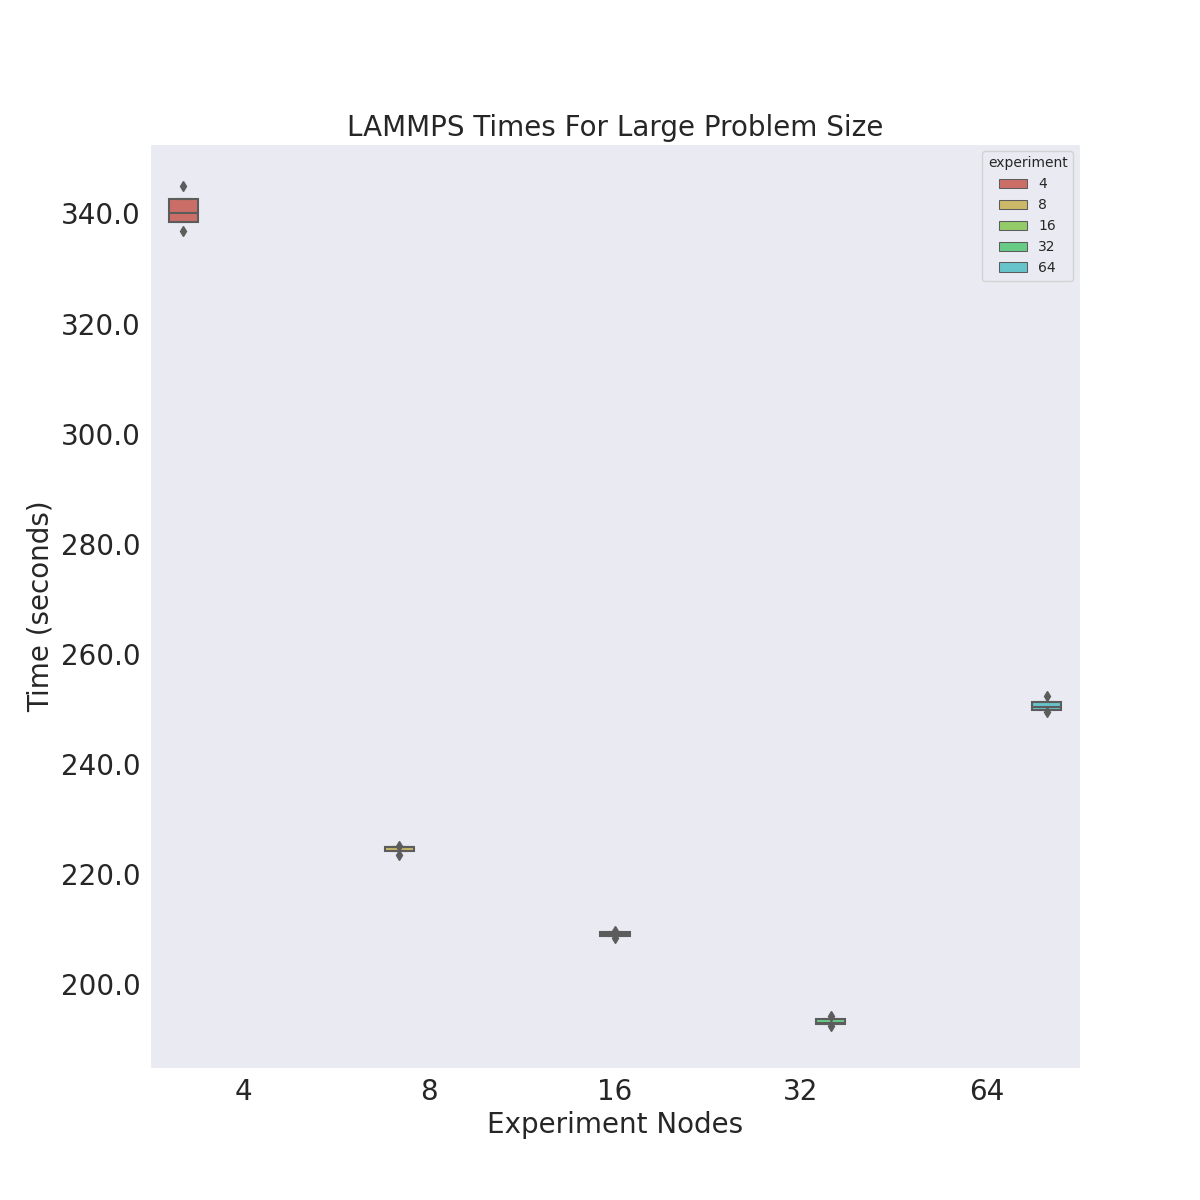 LAMMPS Times For Large Problem Size
experiment
4
8
16
32
64
340.0
320.0
300.0
280.0
260.0
240.0
220.0
200.0
Time (seconds)
4 8 16 32 64
Experiment Nodes